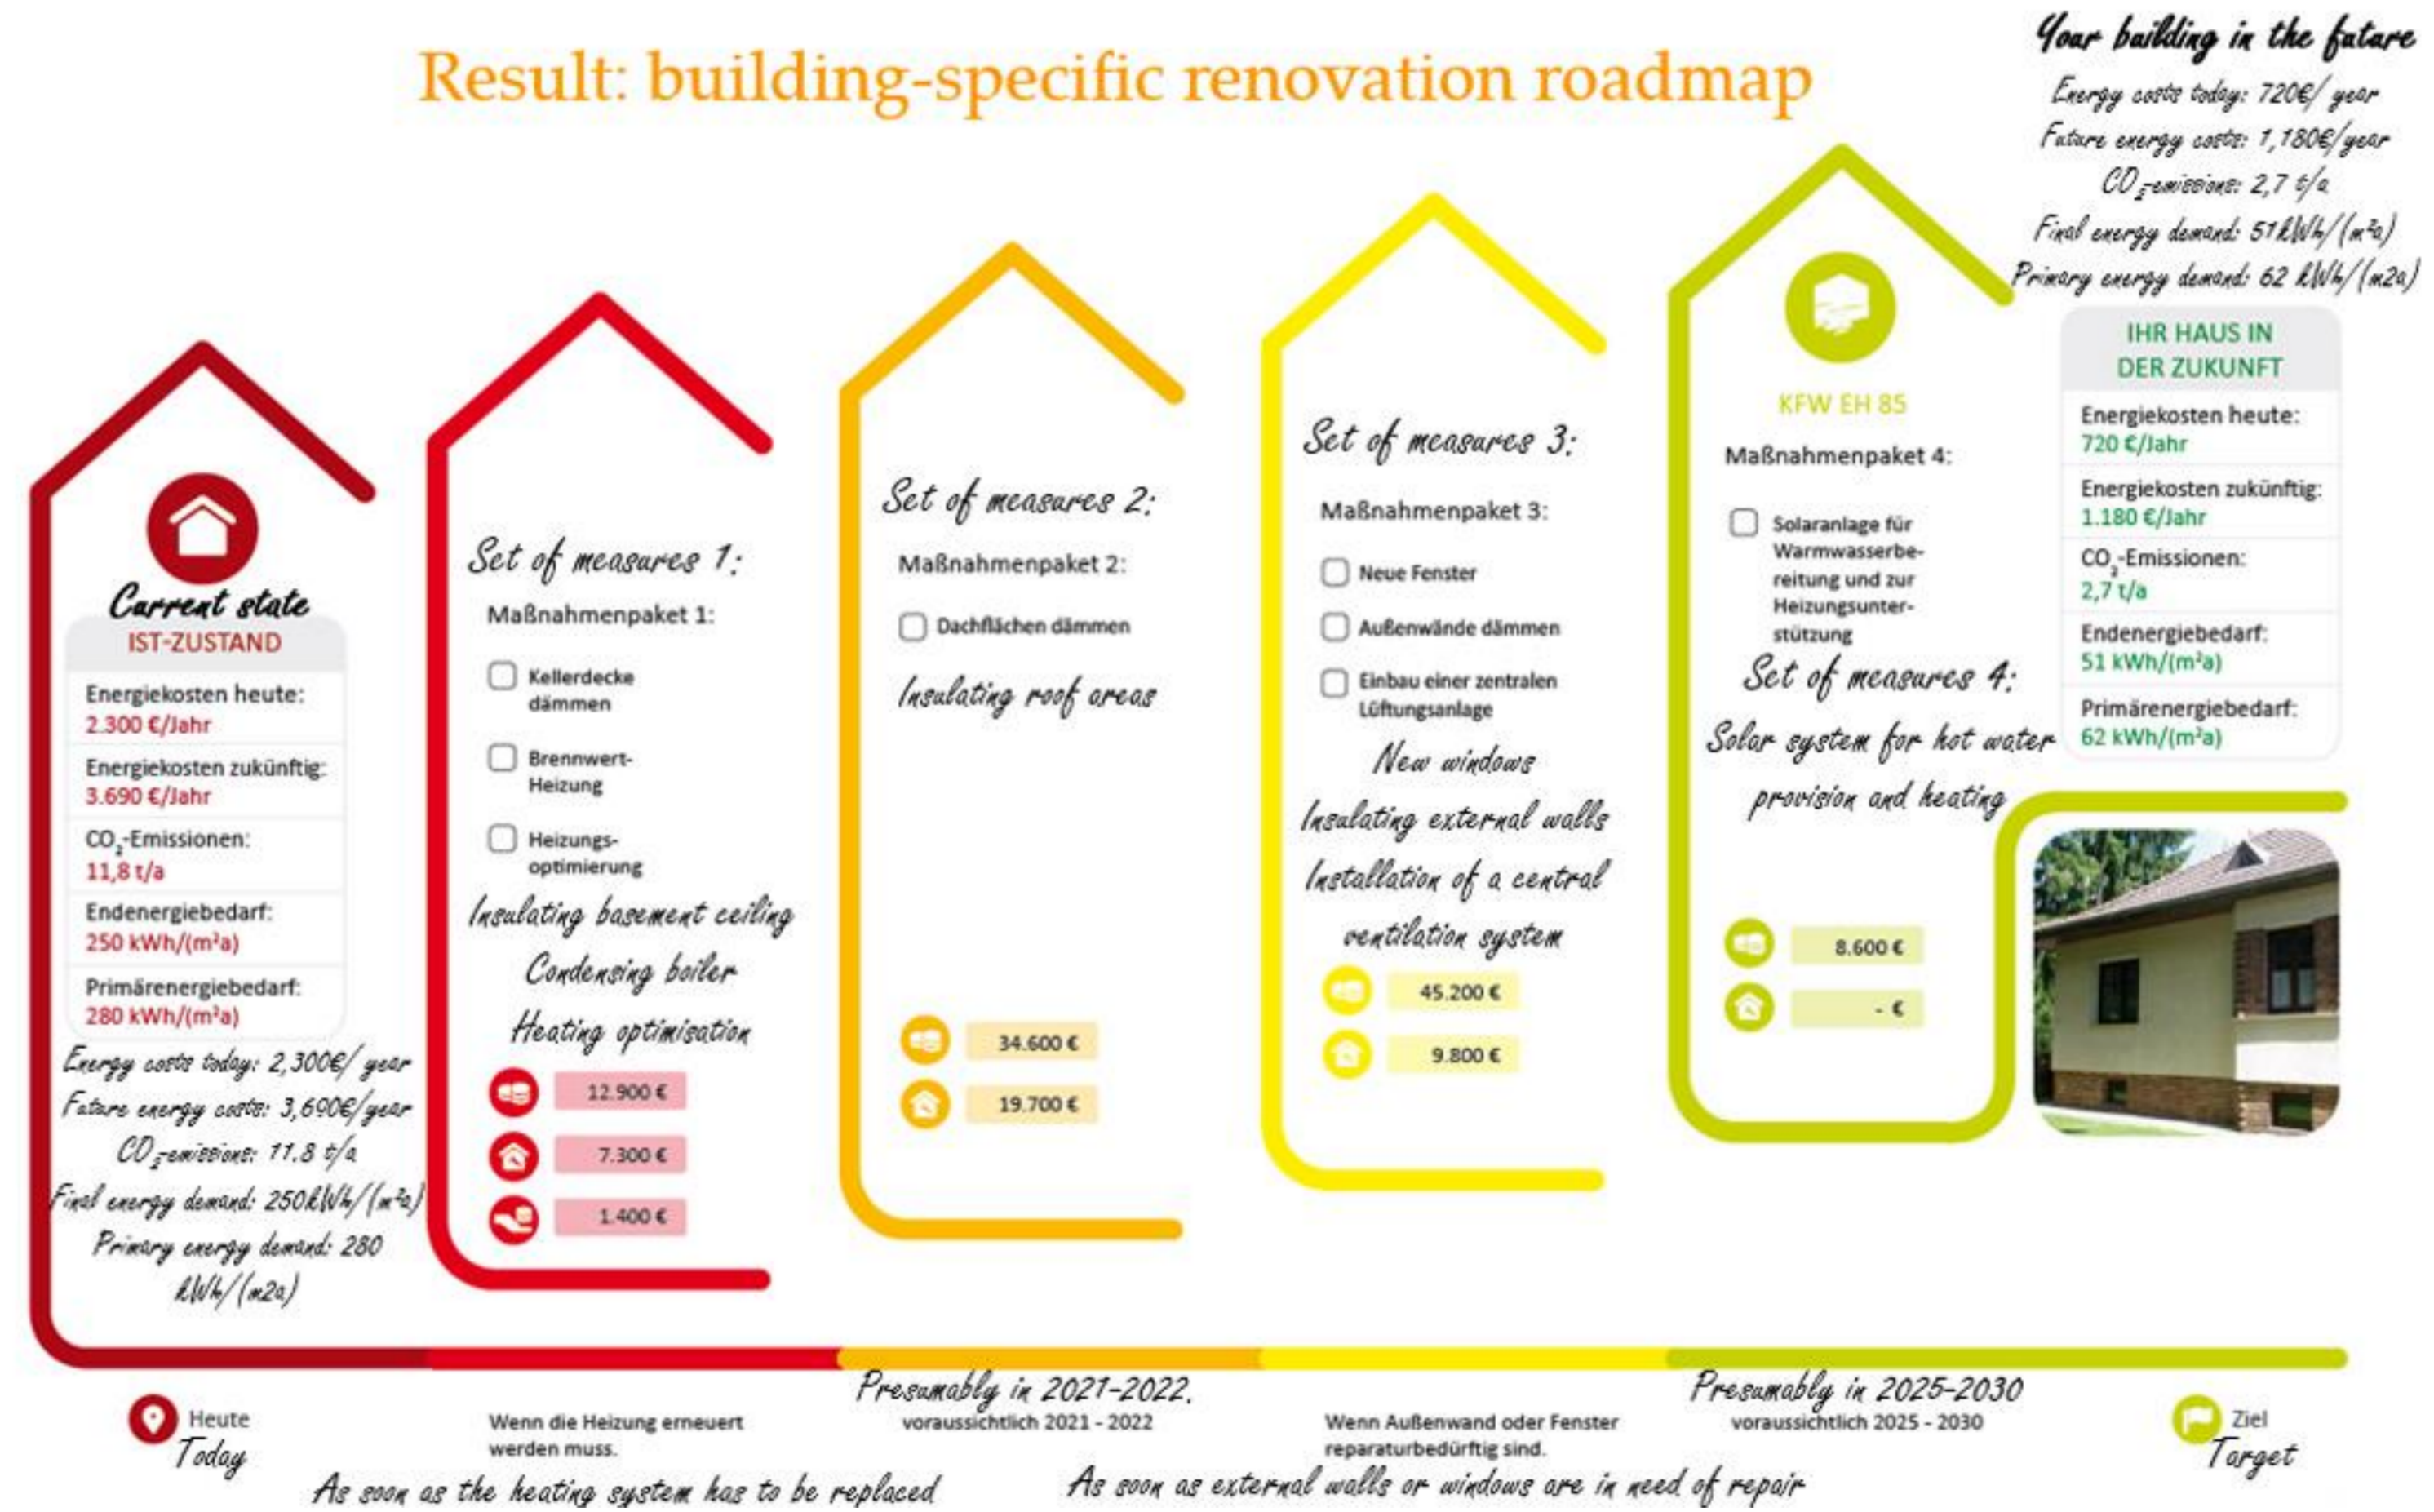 Result: building-specific renovation roadmap
Your building in the future
Energy costs today: 720€/ year
Future energy costs: 1,180€/year
CO₂-emissions: 2,7 t/a
Final energy demand: 51kWh/(m²a)
Primary energy demand: 62 kWh/(m2a)
Current state
IST-ZUSTAND
Energiekosten heute:
2.300 €/Jahr
Energiekosten zukünftig:
3.690 €/Jahr
CO₂-Emissionen:
11,8 t/a
Endenergiebedarf:
250 kWh/(m²a)
Primärenergiebedarf:
280 kWh/(m²a)
Energy costs today: 2,300€/ year
Future energy costs: 3,690€/year
CO₂-emissions: 11.8 t/a
Final energy demand: 250kWh/(m²a)
Primary energy demand: 280
kWh/(m2a)
Set of measures 1:
Maßnahmenpaket 1:
Kellerdecke
dämmen
Brennwert-
Heizung
Heizungs-
optimierung
Insulating basement ceiling
Condensing boiler
Heating optimisation
12.900 €
7.300 €
1.400 €
Set of measures 2:
Maßnahmenpaket 2:
Dachflächen dämmen
Insulating roof areas
34.600 €
19.700 €
Set of measures 3:
Maßnahmenpaket 3:
Neue Fenster
Außenwände dämmen
Einbau einer zentralen
Lüftungsanlage
New windows
Insulating external walls
Installation of a central
ventilation system
45.200 €
9.800 €
KFW EH 85
Maßnahmenpaket 4:
Solaranlage für
Warmwasserbe-
reitung und zur
Heizungsunter-
stützung
Set of measures 4:
Solar system for hot water
provision and heating
8.600 €
- €
IHR HAUS IN
DER ZUKUNFT
Energiekosten heute:
720 €/Jahr
Energiekosten zukünftig:
1.180 €/Jahr
CO₂-Emissionen:
2,7 t/a
Endenergiebedarf:
51 kWh/(m²a)
Primärenergiebedarf:
62 kWh/(m²a)
Heute
Today
Wenn die Heizung erneuert
werden muss.
As soon as the heating system has to be replaced
Presumably in 2021-2022.
voraussichtlich 2021 - 2022
Wenn Außenwand oder Fenster
reparaturbedürftig sind.
As soon as external walls or windows are in need of repair
Presumably in 2025-2030
voraussichtlich 2025 - 2030
Ziel
Target